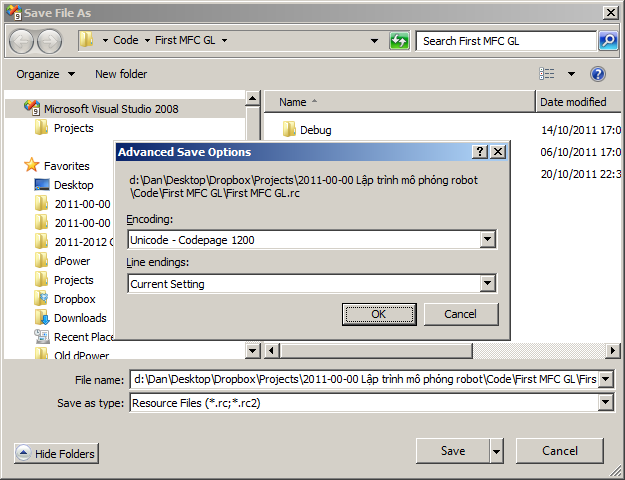 Save File As
Code First MFC GL
Search First MFC GL
Organize
New folder
Microsoft Visual Studio 2008
Projects
Favorites
Desktop
2011-00-00
2011-00-00
2011-2012
dPower
Projects
Dropbox
Downloads
Recent Place
Old dPower
Name
Date modified
Debug
14/10/2011 17:0
06/10/2011 17:0
20/10/2011 22:3
Advanced Save Options
d:\Dan\Desktop\Dropbox\Projects\2011-00-00 Lập trình mô phỏng robot
\Code\First MFC GL\First MFC GL.rc
Encoding:
Unicode - Codepage 1200
Line endings:
Current Setting
OK
Cancel
File name:
d:\Dan\Desktop\Dropbox\Projects\2011-00-00 Lập trình mô phỏng robot\Code\First MFC GL\Firs
Save as type:
Resource Files (*.rc;*.rc2)
Hide Folders
Save
Cancel